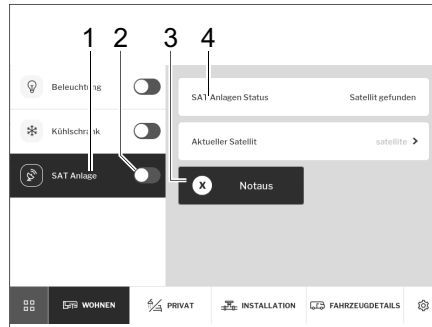 1 2 3 4
Beleuchtung
SAT Anlagen Status Satellit gefunden
Kühlschrank
Aktueller Satellit satellite >
SAT Anlage
X Notaus
WOHNEN PRIVAT INSTALLATION FAHRZEUGDETAILS